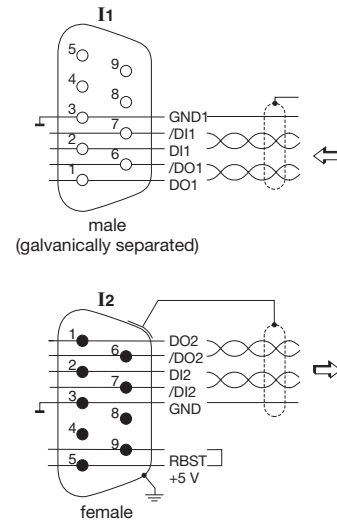 I1
5
9
4
8
3
GND1
7
/DI1
2
DI1
6
/DO1
1
DO1
male
(galvanically separated)
I2
1
DO2
6
/DO2
2
DI2
7
/DI2
3
GND
8
4
9
RBST
5
+5 V
female